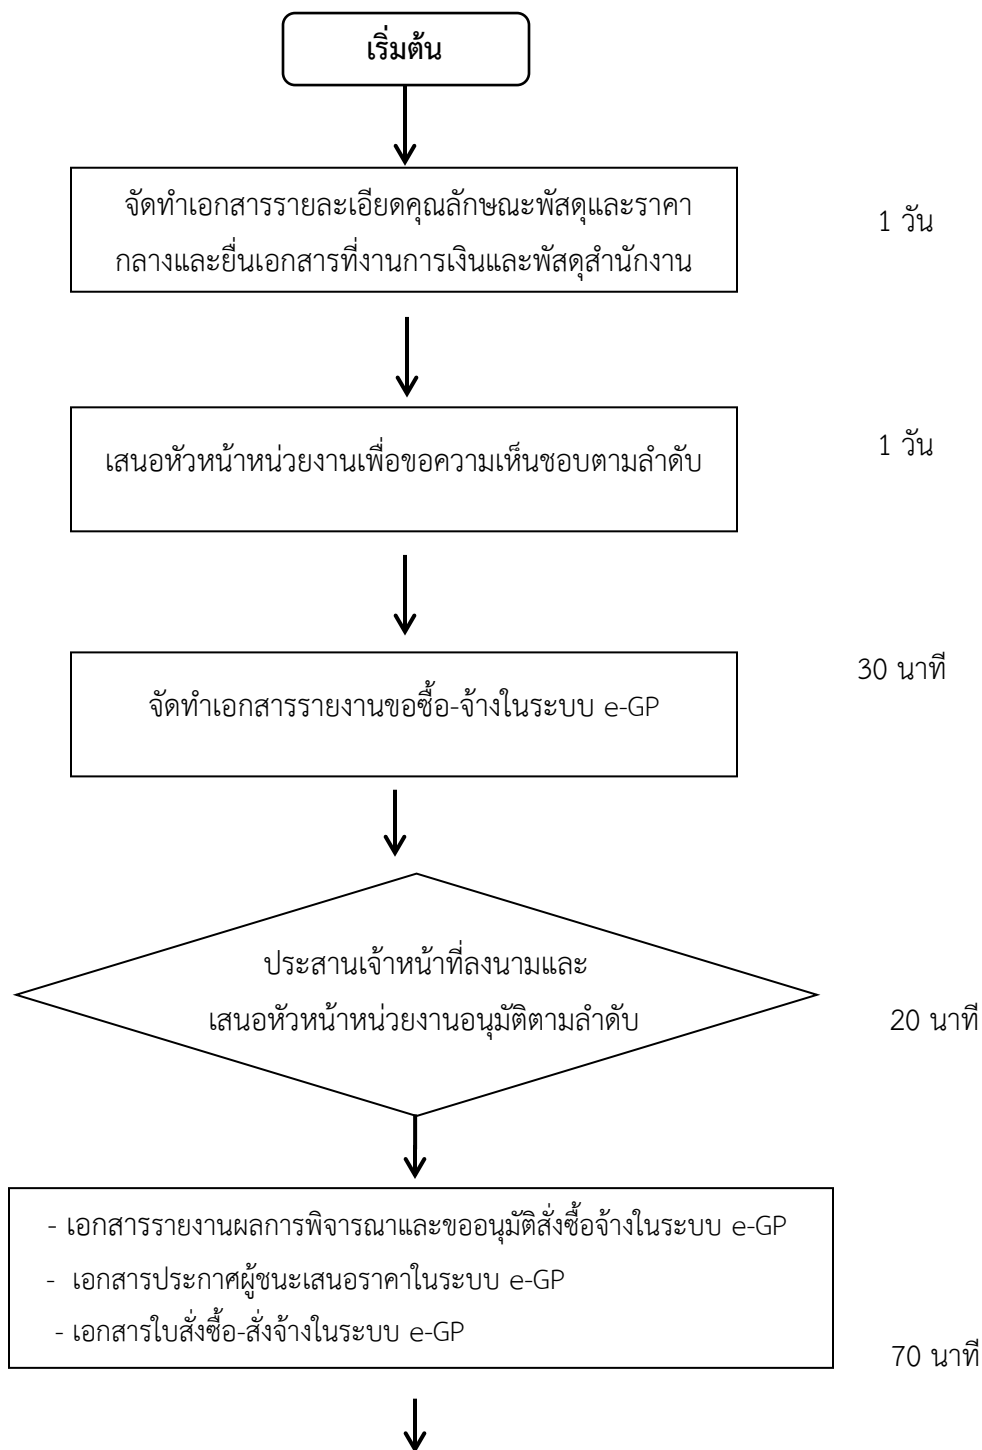 เริ่มต้น
จัดทำเอกสารรายละเอียดคุณลักษณะพัสดุและราคา
กลางและยื่นเอกสารที่งานการเงินและพัสดุสำนักงาน
1 วัน
เสนอหัวหน้าหน่วยงานเพื่อขอความเห็นชอบตามลำดับ
1 วัน
จัดทำเอกสารรายงานขอซื้อ-จ้างในระบบ e-GP
30 นาที
ประสานเจ้าหน้าที่ลงนามและ
เสนอหัวหน้าหน่วยงานอนุมัติตามลำดับ
20 นาที
- เอกสารรายงานผลการพิจารณาและขออนุมัติสั่งซื้อจ้างในระบบ e-GP
- เอกสารประกาศผู้ชนะเสนอราคาในระบบ e-GP
- เอกสารใบสั่งซื้อ-สั่งจ้างในระบบ e-GP
70 นาที